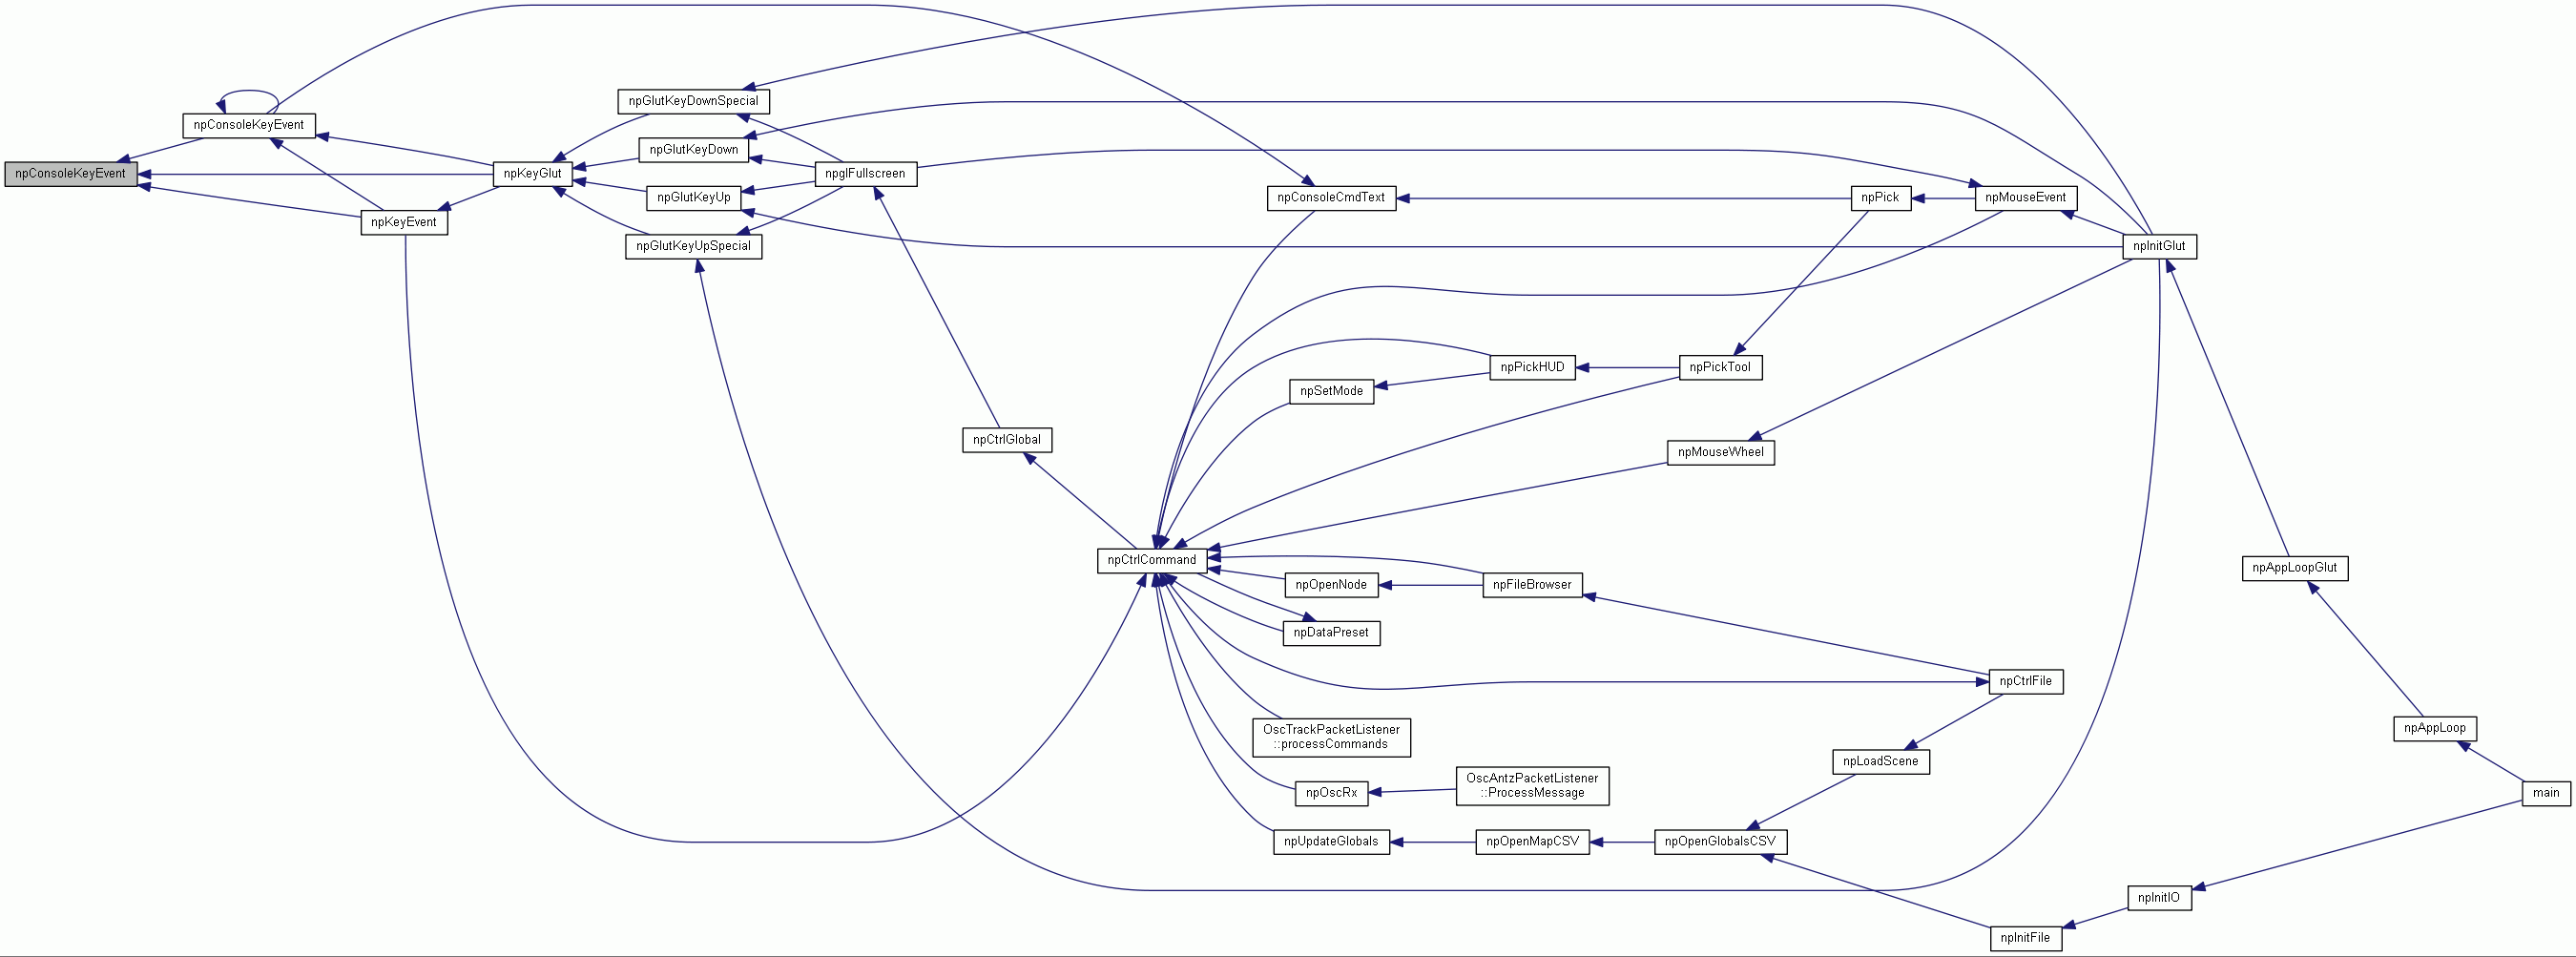 npGlutKeyDownSpecial
npConsoleKeyEvent
npGlutKeyDown
npConsoleKeyEvent
npKeyGlut
npglFullscreen
npGlutKeyUp
npConsoleCmdText
npPick
npMouseEvent
npKeyEvent
npGlutKeyUpSpecial
npInitGlut
npPickHUD
npPickTool
npSetMode
npCtrlGlobal
npMouseWheel
npCtrlCommand
npAppLoopGlut
npOpenNode
npFileBrowser
npDataPreset
npCtrlFile
OscTrackPacketListener
::processCommands
npAppLoop
npLoadScene
OscAntzPacketListener
::ProcessMessage
npOscRx
main
npUpdateGlobals
npOpenMapCSV
npOpenGlobalsCSV
npInitIO
npInitFile